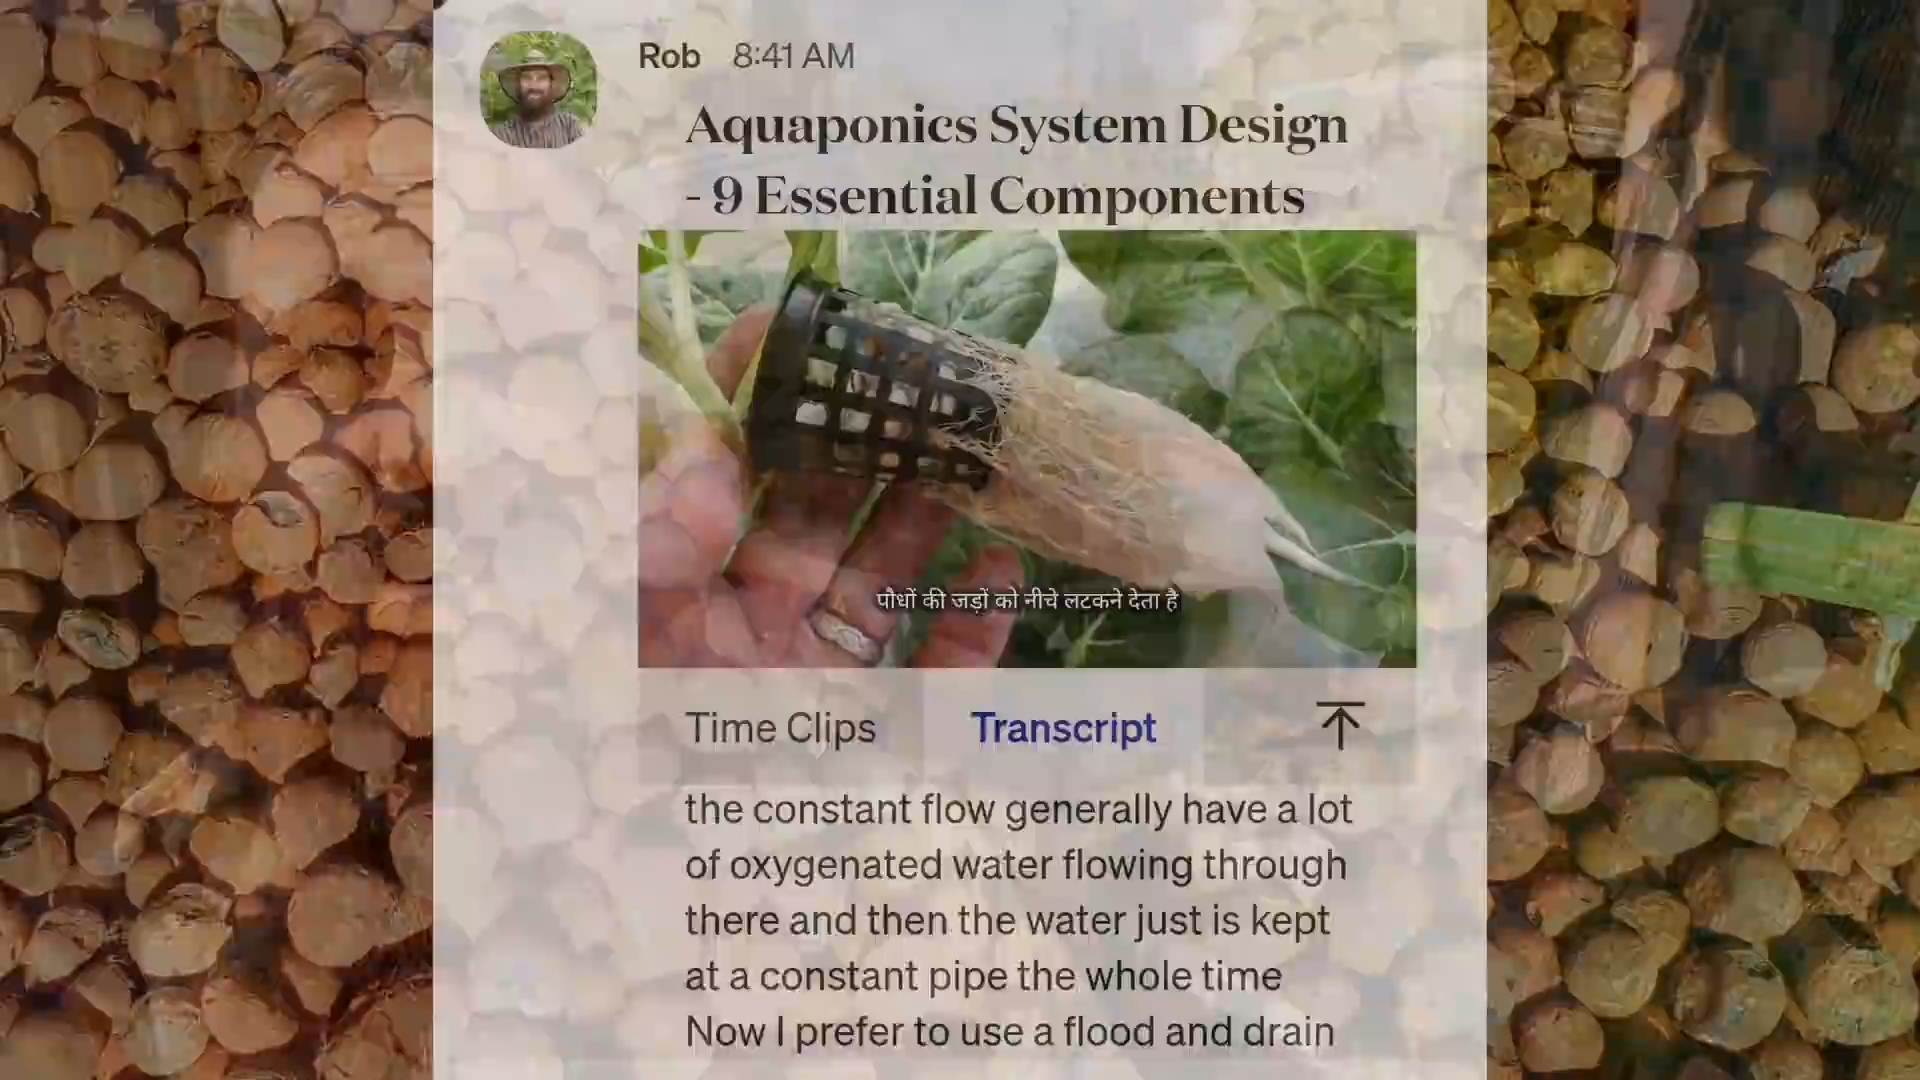 Rob 8:41 AM
Aquaponics System Design
- 9 Essential Components
पौधों की जड़ों को नीचे लटकने देता है
Time Clips Transcript
the constant flow generally have a lot
of oxygenated water flowing through
there and then the water just is kept
at a constant pipe the whole time
Now I prefer to use a flood and drain